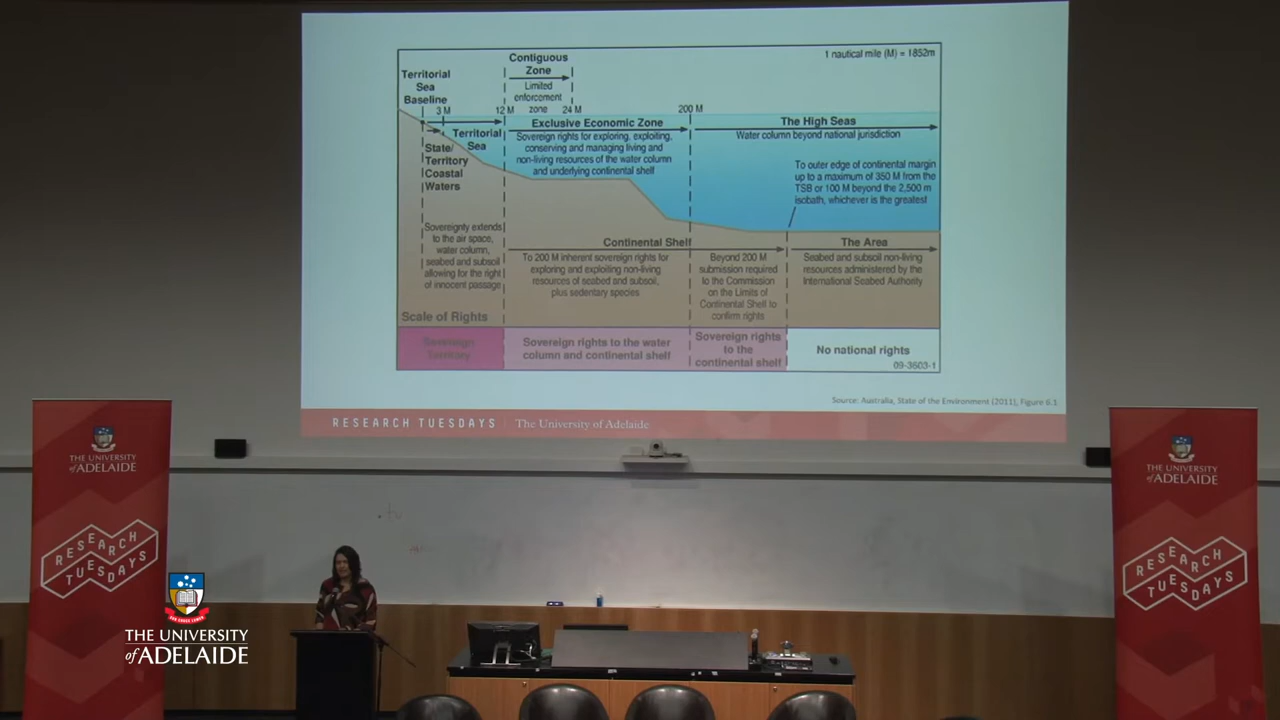 1 nautical mile (M) = 1852m
Contiguous
Zone
Limited
enforcement
zone
Territorial
Sea
Baseline
3 M
12 M
24 M
200 M
Territorial
Sea
State/
Territory
Coastal
Waters
Exclusive Economic Zone
Sovereign rights for exploring, exploiting,
conserving and managing living and
non-living resources of the water column
and underlying continental shelf
The High Seas
Water column beyond national jurisdiction
To outer edge of continental margin
up to a maximum of 350 M from the
TSB or 100 M beyond the 2,500 m
isobath, whichever is the greatest
Sovereignty extends
to the air space,
water column,
seabed and subsoil
allowing for the right
of innocent passage
Continental Shelf
To 200 M inherent sovereign rights for
exploring and exploiting non-living
resources of seabed and subsoil,
plus sedentary species
Beyond 200 M
submission required
to the Commission
on the Limits of
Continental Shelf to
confirm rights
The Area
Seabed and subsoil non-living
resources administered by the
International Seabed Authority
Scale of Rights
Sovereign
Territory
Sovereign rights to the water
column and continental shelf
Sovereign rights
to the
continental shelf
No national rights
09-3603-1
Source: Australia, State of the Environment (2011), Figure 6.1
RESEARCH TUESDAYS | The University of Adelaide
THE UNIVERSITY
of ADELAIDE
RESEARCH
TUESDAYS
THE UNIVERSITY
of ADELAIDE
RESEARCH
TUESDAYS
THE UNIVERSITY
of ADELAIDE